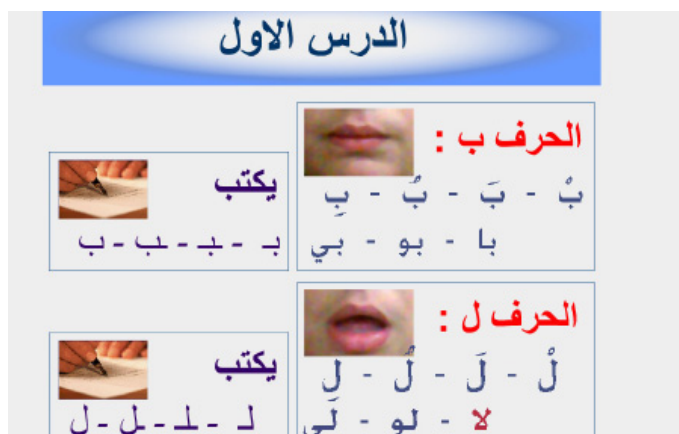 الدرس الاول
الحرف ب :
بْ - بَ - بُ - بِ
با - بو - بي
يكتب
بـ - ـبـ - ـب - ب
الحرف ل :
لْ - لَ - لُ - لِ
لا - لو - لي
يكتب
لـ - ـلـ - ـل - ل